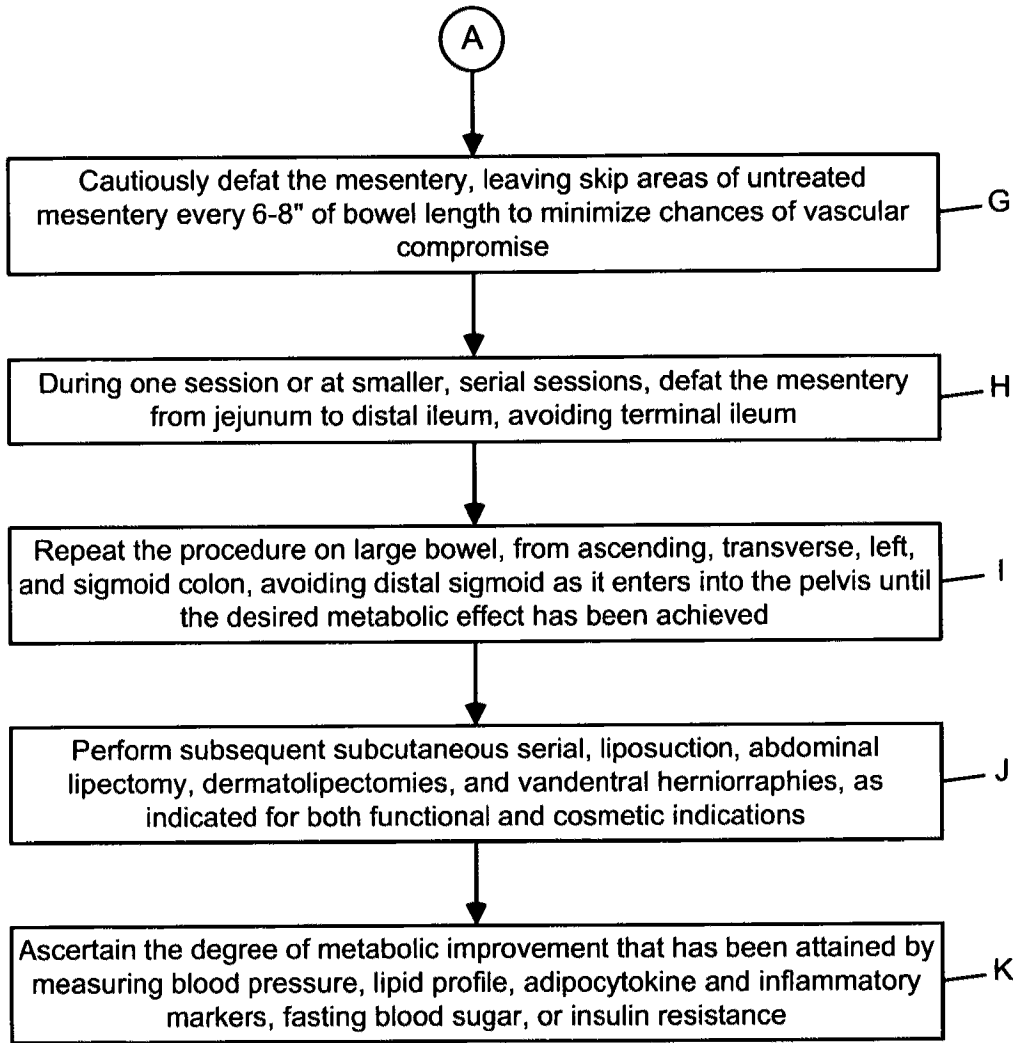 A
Cautiously defat the mesentery, leaving skip areas of untreated
mesentery every 6-8" of bowel length to minimize chances of vascular
compromise
G
During one session or at smaller, serial sessions, defat the mesentery
from jejunum to distal ileum, avoiding terminal ileum
H
Repeat the procedure on large bowel, from ascending, transverse, left,
and sigmoid colon, avoiding distal sigmoid as it enters into the pelvis until
the desired metabolic effect has been achieved
I
Perform subsequent subcutaneous serial, liposuction, abdominal
lipectomy, dermatolipectomies, and vandentral herniorraphies, as
indicated for both functional and cosmetic indications
J
Ascertain the degree of metabolic improvement that has been attained by
measuring blood pressure, lipid profile, adipocytokine and inflammatory
markers, fasting blood sugar, or insulin resistance
K